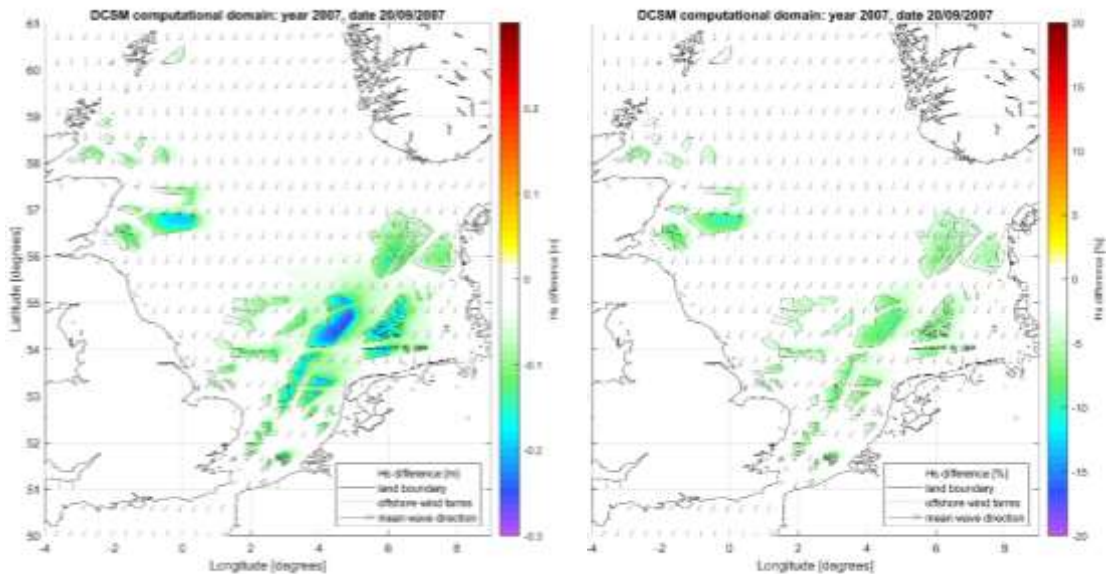 DCSM computational domain: year 2007, date 20/09/2007
61
60
59
58
57
56
55
54
53
52
51
50
-4
-2
0
2
4
6
8
Latitude [degrees]
Longitude [degrees]
0.2
0.1
0
-0.1
-0.2
-0.3
Hs difference [m]
Hs difference [m]
land boundary
offshore wind farms
mean wave direction
DCSM computational domain: year 2007, date 20/09/2007
-4
-2
0
2
4
6
8
Longitude [degrees]
20
15
10
5
0
-5
-10
-15
-20
Hs difference [%]
Hs difference [%]
land boundary
offshore wind farms
mean wave direction